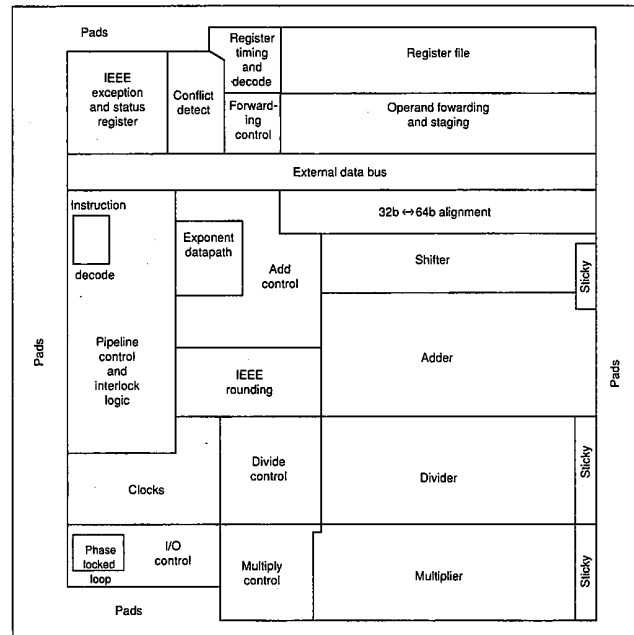 Pads
Register
timing
and
decode
Register file
IEEE
exception
and status
register
Conflict
detect
Forward-
ing
control
Operand fowarding
and staging
External data bus
Instruction
decode
32b ↔ 64b alignment
Exponent
datapath
Add
control
Shifter
Sticky
Pipeline
control
and
interlock
logic
IEEE
rounding
Adder
Pads
Pads
Clocks
Divide
control
Divider
Sticky
Phase
locked
loop
I/O
control
Multiply
control
Multiplier
Sticky
Pads